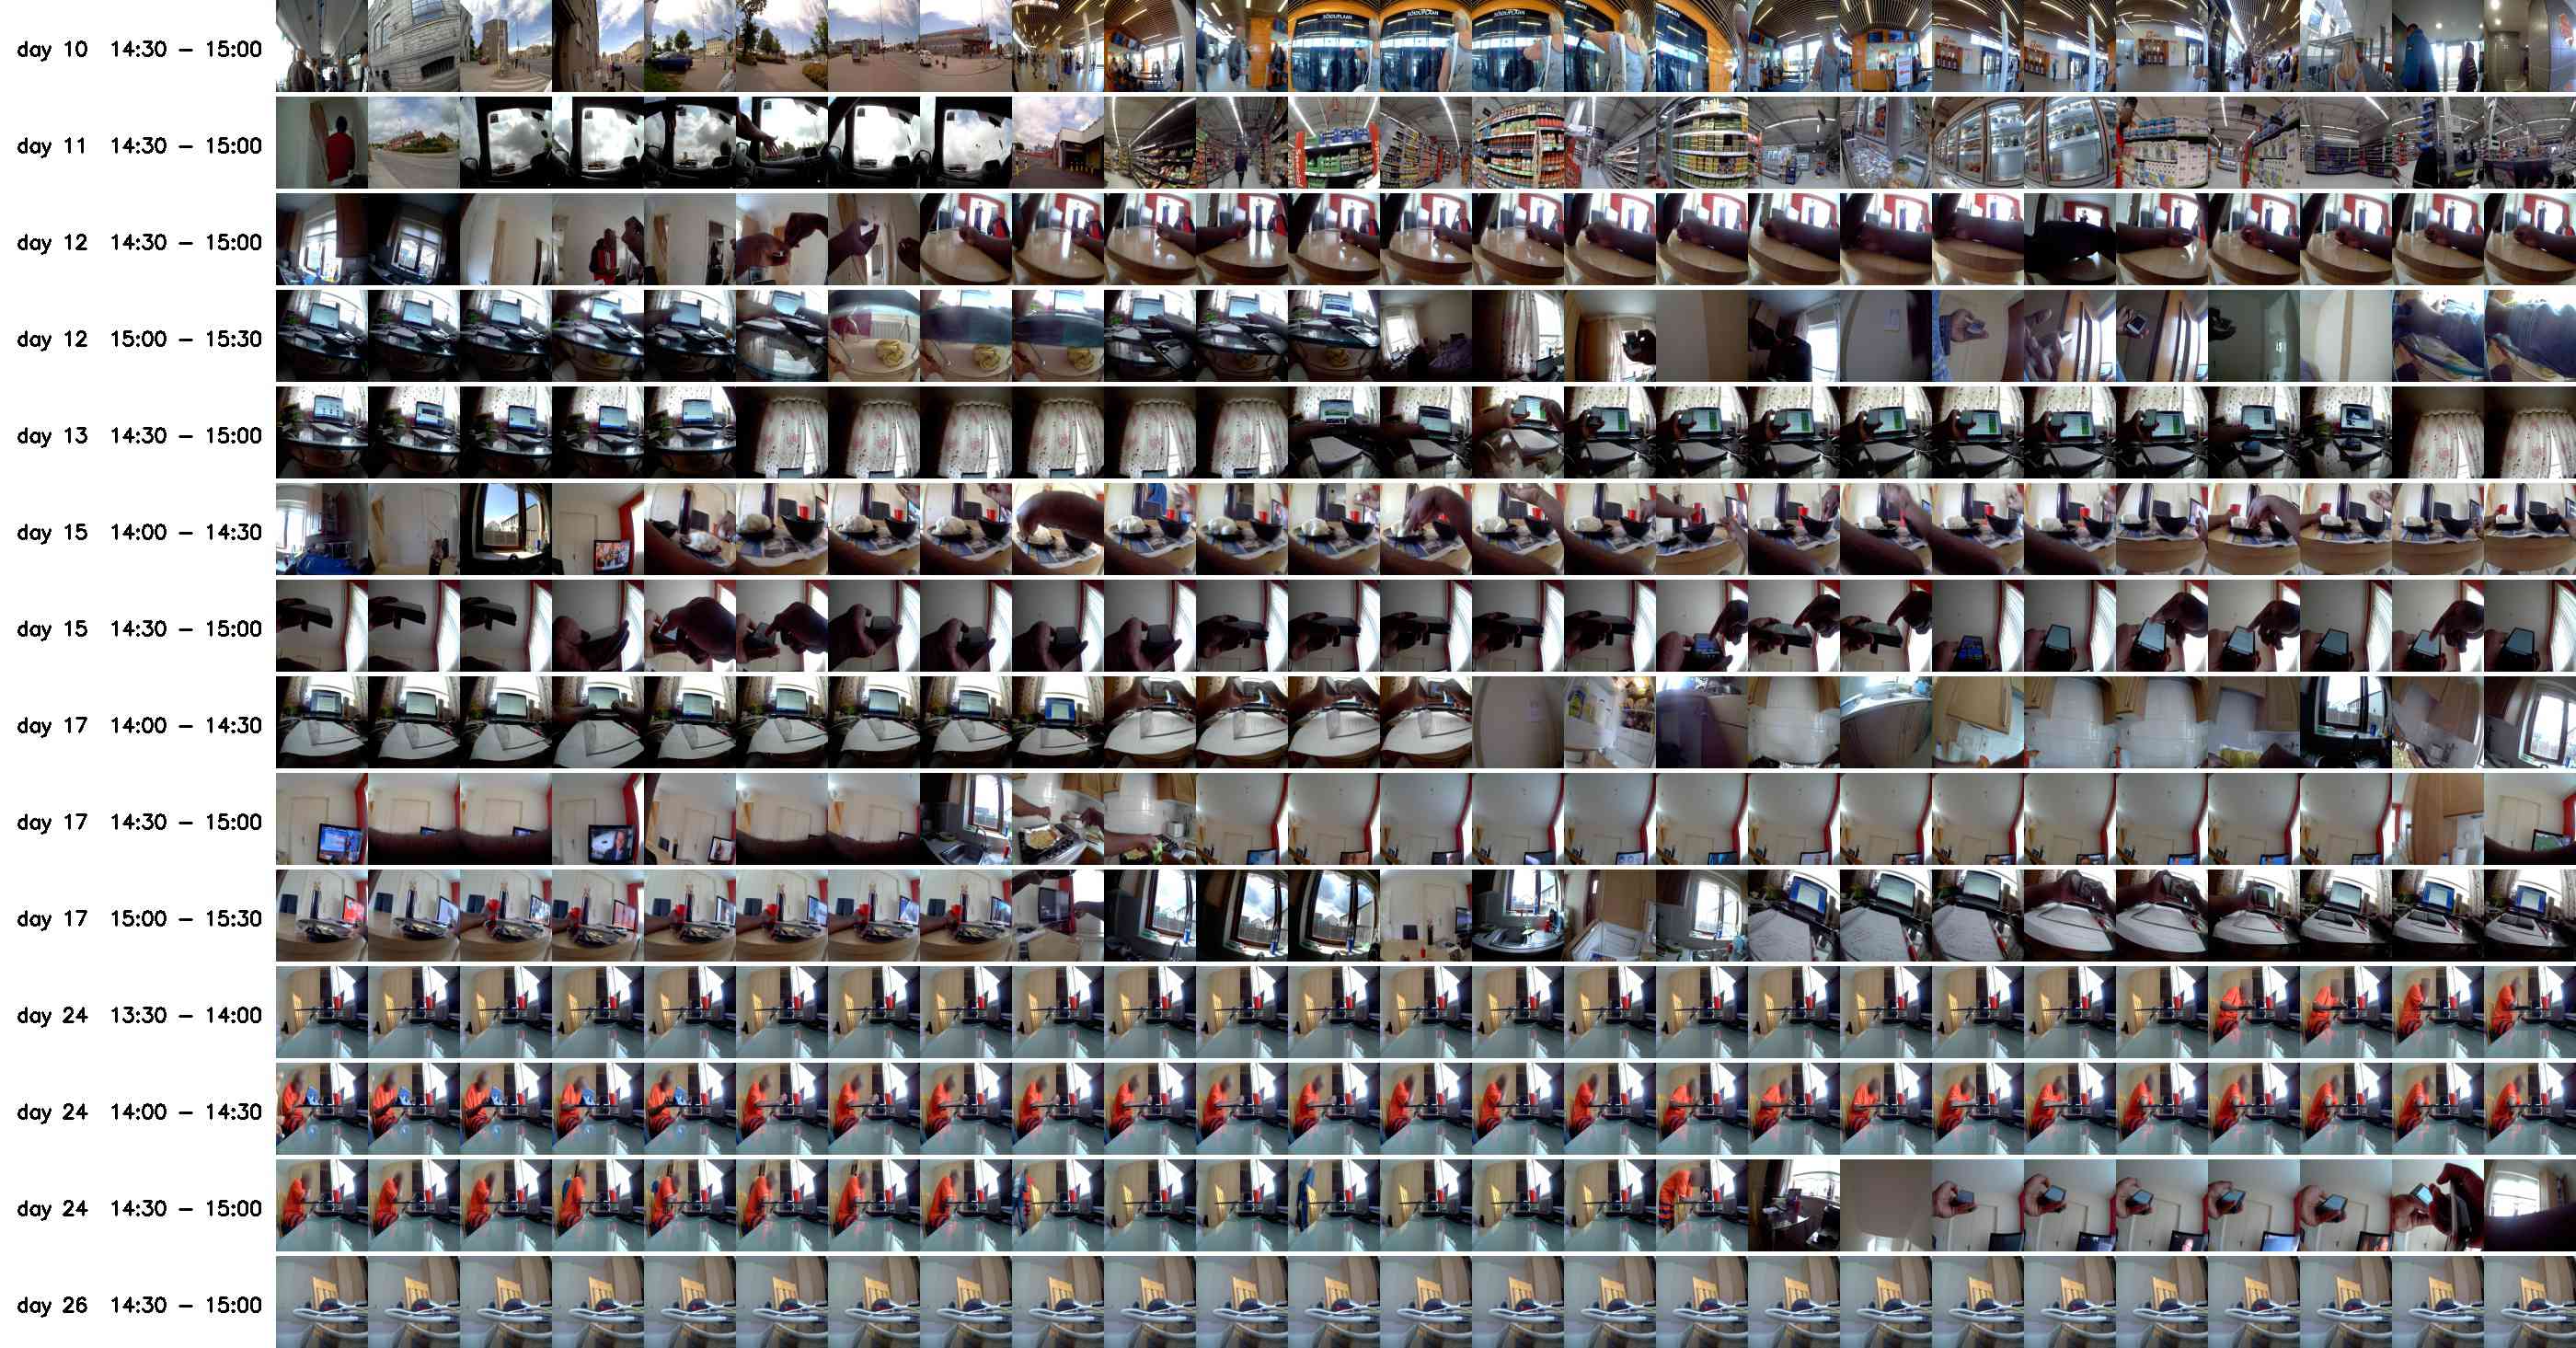 day 10 14:30 – 15:00
SÕIDUPLAAN
SÕIDUPLAAN
SÕIDUPLAAN
day 11 14:30 – 15:00
day 12 14:30 – 15:00
day 12 15:00 – 15:30
day 13 14:30 – 15:00
day 15 14:00 – 14:30
day 15 14:30 – 15:00
day 17 14:00 – 14:30
day 17 14:30 – 15:00
day 17 15:00 – 15:30
day 24 13:30 – 14:00
day 24 14:00 – 14:30
day 24 14:30 – 15:00
day 26 14:30 – 15:00